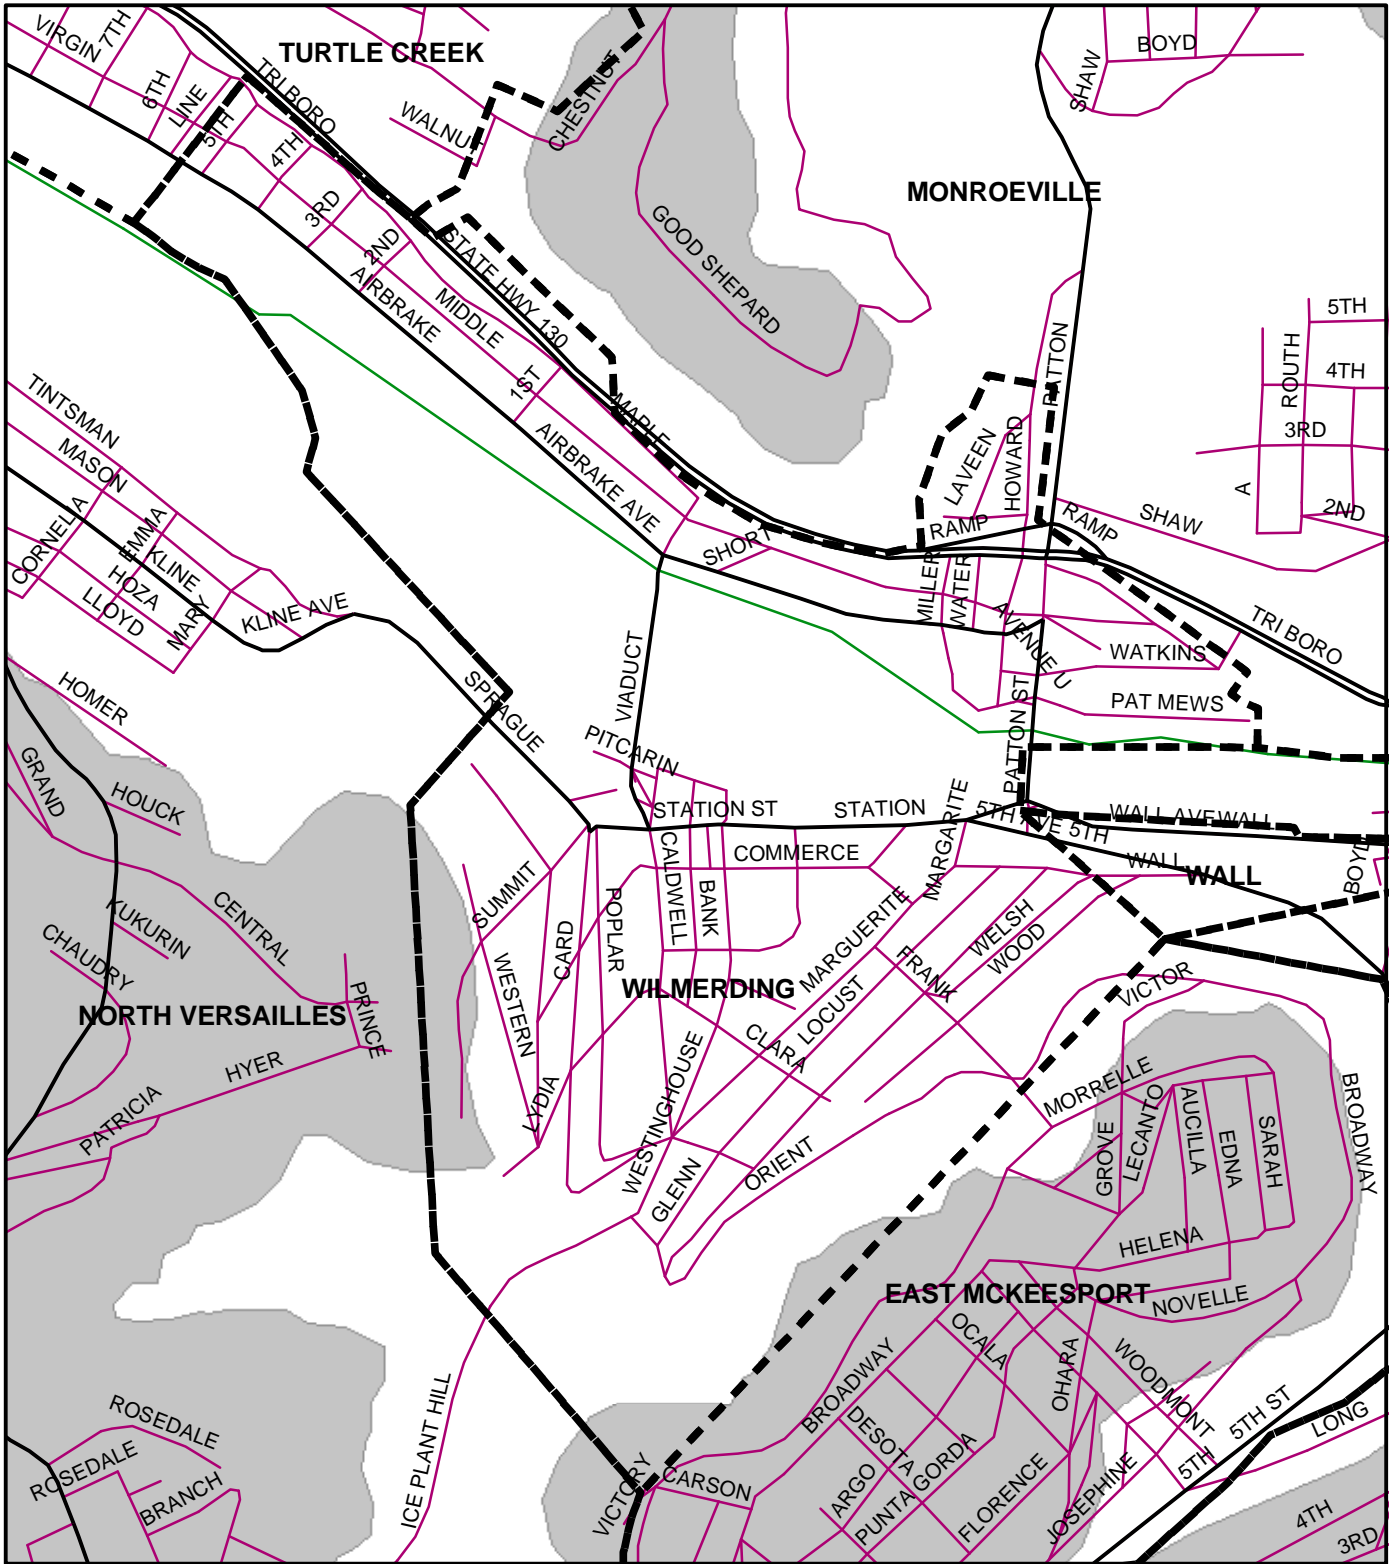 VIRGIN
7TH
TURTLE CREEK
6TH
LINE
5TH
TRI BORO
4TH
WALNUT
CHESTNUT
SHAW
BOYD
MONROEVILLE
3RD
2ND
STATE HWY 130
GOOD SHEPARD
AIRBRAKE
MIDDLE
1ST
MAPLE
PATTON
5TH
ROUTH
4TH
3RD
A
2ND
TINTSMAN
MASON
AIRBRAKE AVE
LAVEEN
HOWARD
RAMP
RAMP
SHAW
CORNELA
EMMA
KLINE
HOZA
LLOYD
MARY
KLINE AVE
SHORT
MILLER
WATER
AVENUE U
WATKINS
TRI BORO
HOMER
SPRAGUE
VIADUCT
PATTON ST
PAT MEWS
GRAND
HOUCK
PITCARIN
STATION ST
STATION
MARGARITE
5TH AVE
5TH
WALL AVE
WALL
WALL
WALL
BOYD
COMMERCE
CALDWELL
BANK
SUMMIT
CARD
POPLAR
KUKURIN
CENTRAL
CHAUDRY
WESTERN
MARGUERITE
FRANK
WELSH
WOOD
WILMERDING
LOCUST
VICTOR
NORTH VERSAILLES
PRINCE
HYER
PATRICIA
LYDIA
WESTINGHOUSE
CLARA
MORRELLE
BROADWAY
GROVE
LECANTO
AUCILLA
EDNA
SARAH
GLENN
ORIENT
HELENA
EAST MCKEESPORT
NOVELLE
OCALA
OHARA
WOODMONT
BROADWAY
ICE PLANT HILL
ROSEDALE
ROSEDALE
BRANCH
DESOTA
ARGO
PUNTA GORDA
FLORENCE
JOSEPHINE
5TH
5TH ST
LONG
CARSON
VICTORY
4TH
3RD